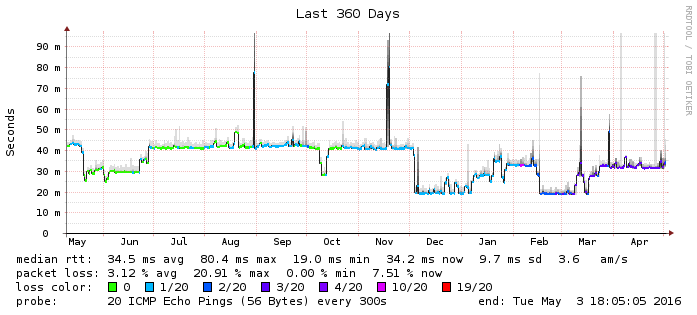 Last 360 Days
RRDTOOL / TOBI OETIKER
Seconds
90 m
80 m
70 m
60 m
50 m
40 m
30 m
20 m
10 m
0
May Jun Jul Aug Sep Oct Nov Dec Jan Feb Mar Apr
median rtt: 34.5 ms avg 80.4 ms max 19.0 ms min 34.2 ms now 9.7 ms sd 3.6 am/s
packet loss: 3.12 % avg 20.91 % max 0.00 % min 7.51 % now
loss color: 0 1/20 2/20 3/20 4/20 10/20 19/20
probe: 20 ICMP Echo Pings (56 Bytes) every 300s end: Tue May 3 18:05:05 2016